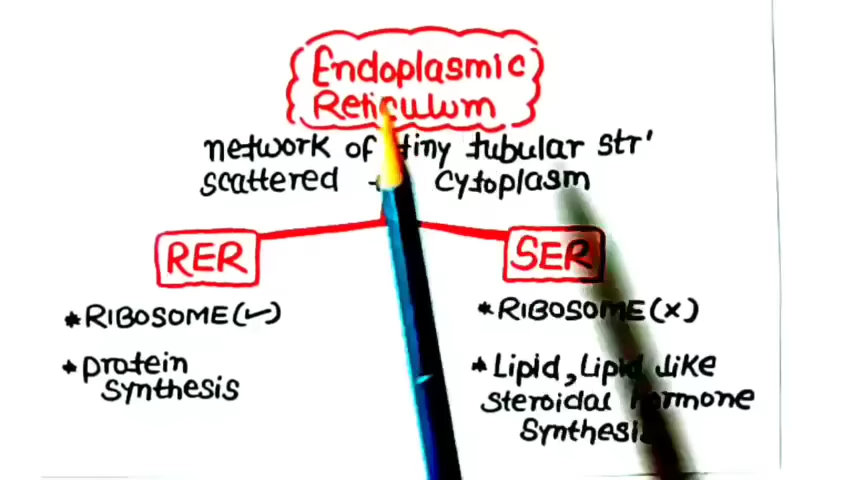 Endoplasmic
Reticulum
network of tiny tubular str'
scattered cytoplasm
RER
SER
*RIBOSOME(✓)
*RIBOSOME(x)
*protein
synthesis
*Lipid, Lipid like
steroidal hormone
synthesis